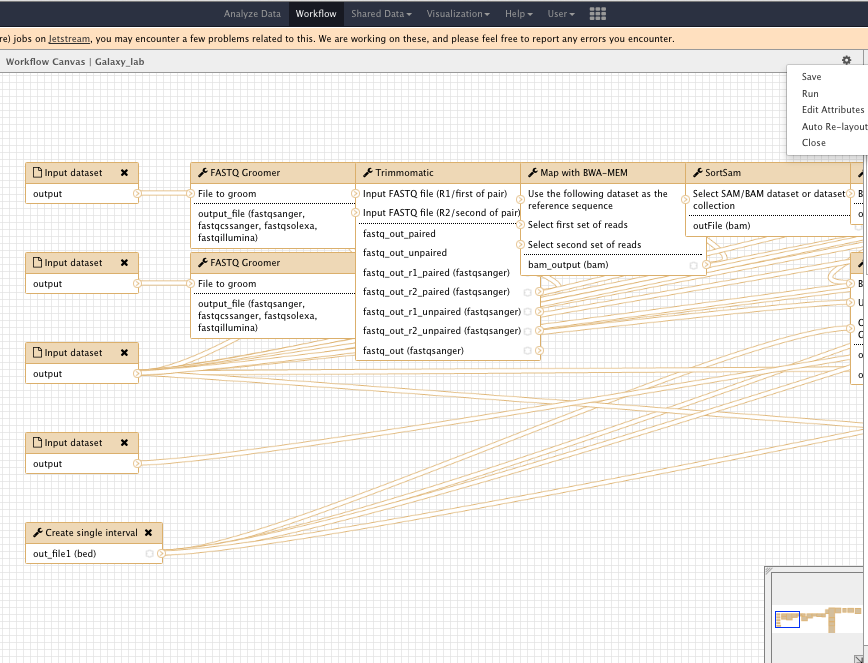 Analyze Data Workflow Shared Data Visualization Help User
re) jobs on Jetstream, you may encounter a few problems related to this. We are working on these, and please feel free to report any errors you encounter.
Workflow Canvas | Galaxy_lab
Save
Run
Edit Attributes
Auto Re-layout
Close
Input dataset
output
FASTQ Groomer
File to groom
output_file (fastqsanger,
fastqcssanger, fastqsolexa,
fastqillumina)
Trimmomatic
Input FASTQ file (R1/first of pair)
Input FASTQ file (R2/second of pair)
fastq_out_paired
fastq_out_unpaired
fastq_out_r1_paired (fastqsanger)
fastq_out_r2_paired (fastqsanger)
fastq_out_r1_unpaired (fastqsanger)
fastq_out_r2_unpaired (fastqsanger)
fastq_out (fastqsanger)
Map with BWA-MEM
Use the following dataset as the
reference sequence
Select first set of reads
Select second set of reads
bam_output (bam)
SortSam
Select SAM/BAM dataset or dataset
collection
outFile (bam)
B
o
Input dataset
output
FASTQ Groomer
File to groom
output_file (fastqsanger,
fastqcssanger, fastqsolexa,
fastqillumina)
B
U
C
C
o
o
Input dataset
output
Input dataset
output
Create single interval
out_file1 (bed)